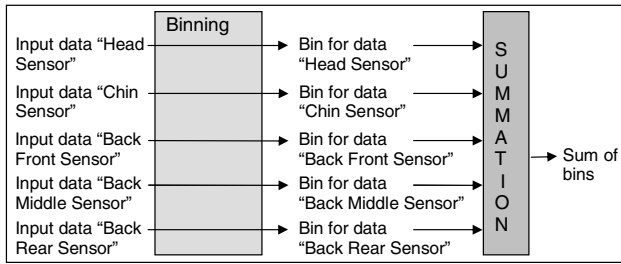 Binning
Input data “Head
Sensor”
Bin for data
“Head Sensor”
Input data “Chin
Sensor”
Bin for data
“Chin Sensor”
Input data “Back
Front Sensor”
Bin for data
“Back Front Sensor”
Input data “Back
Middle Sensor”
Bin for data
“Back Middle Sensor”
Input data “Back
Rear Sensor”
Bin for data
“Back Rear Sensor”
S
U
M
M
A
T
I
O
N
Sum of
bins